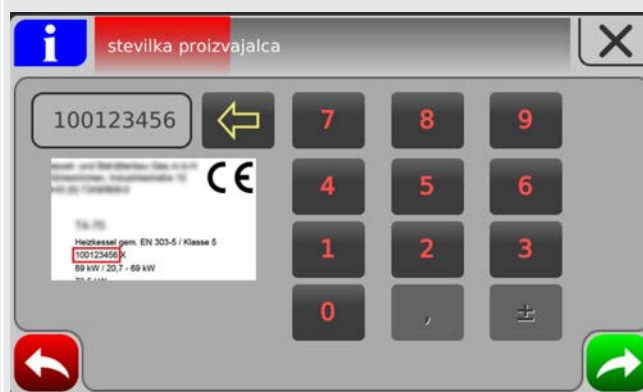 i
stevilka proizvajalca
100123456
7 8 9
CE
4 5 6
Heizkessel gem. EN 303-5 / Klasse 5
100123456 X
69 kW / 20,7 - 69 kW
1 2 3
0 , ±